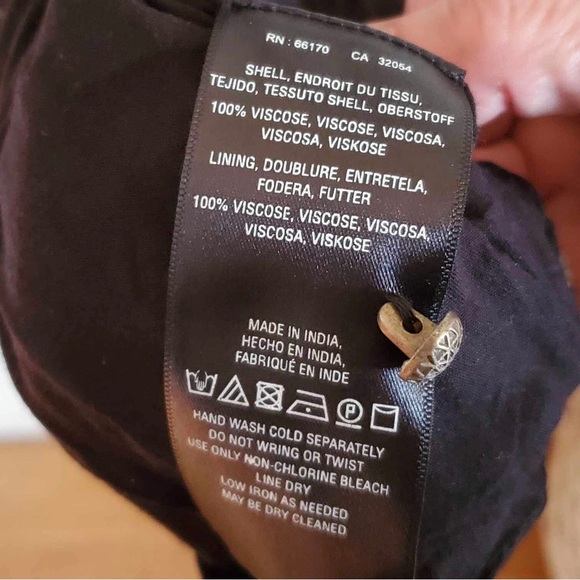 RN : 66170 CA 32054
SHELL, ENDROIT DU TISSU,
TEJIDO, TESSUTO SHELL, OBERSTOFF
100% VISCOSE, VISCOSE, VISCOSA,
VISCOSA, VISKOSE
LINING, DOUBLURE, ENTRETELA,
FODERA, FUTTER
100% VISCOSE, VISCOSE, VISCOSA,
VISCOSA, VISKOSE
MADE IN INDIA,
HECHO EN INDIA,
FABRIQUÉ EN INDE
P
HAND WASH COLD SEPARATELY
DO NOT WRING OR TWIST
USE ONLY NON-CHLORINE BLEACH
LINE DRY
LOW IRON AS NEEDED
MAY BE DRY CLEANED